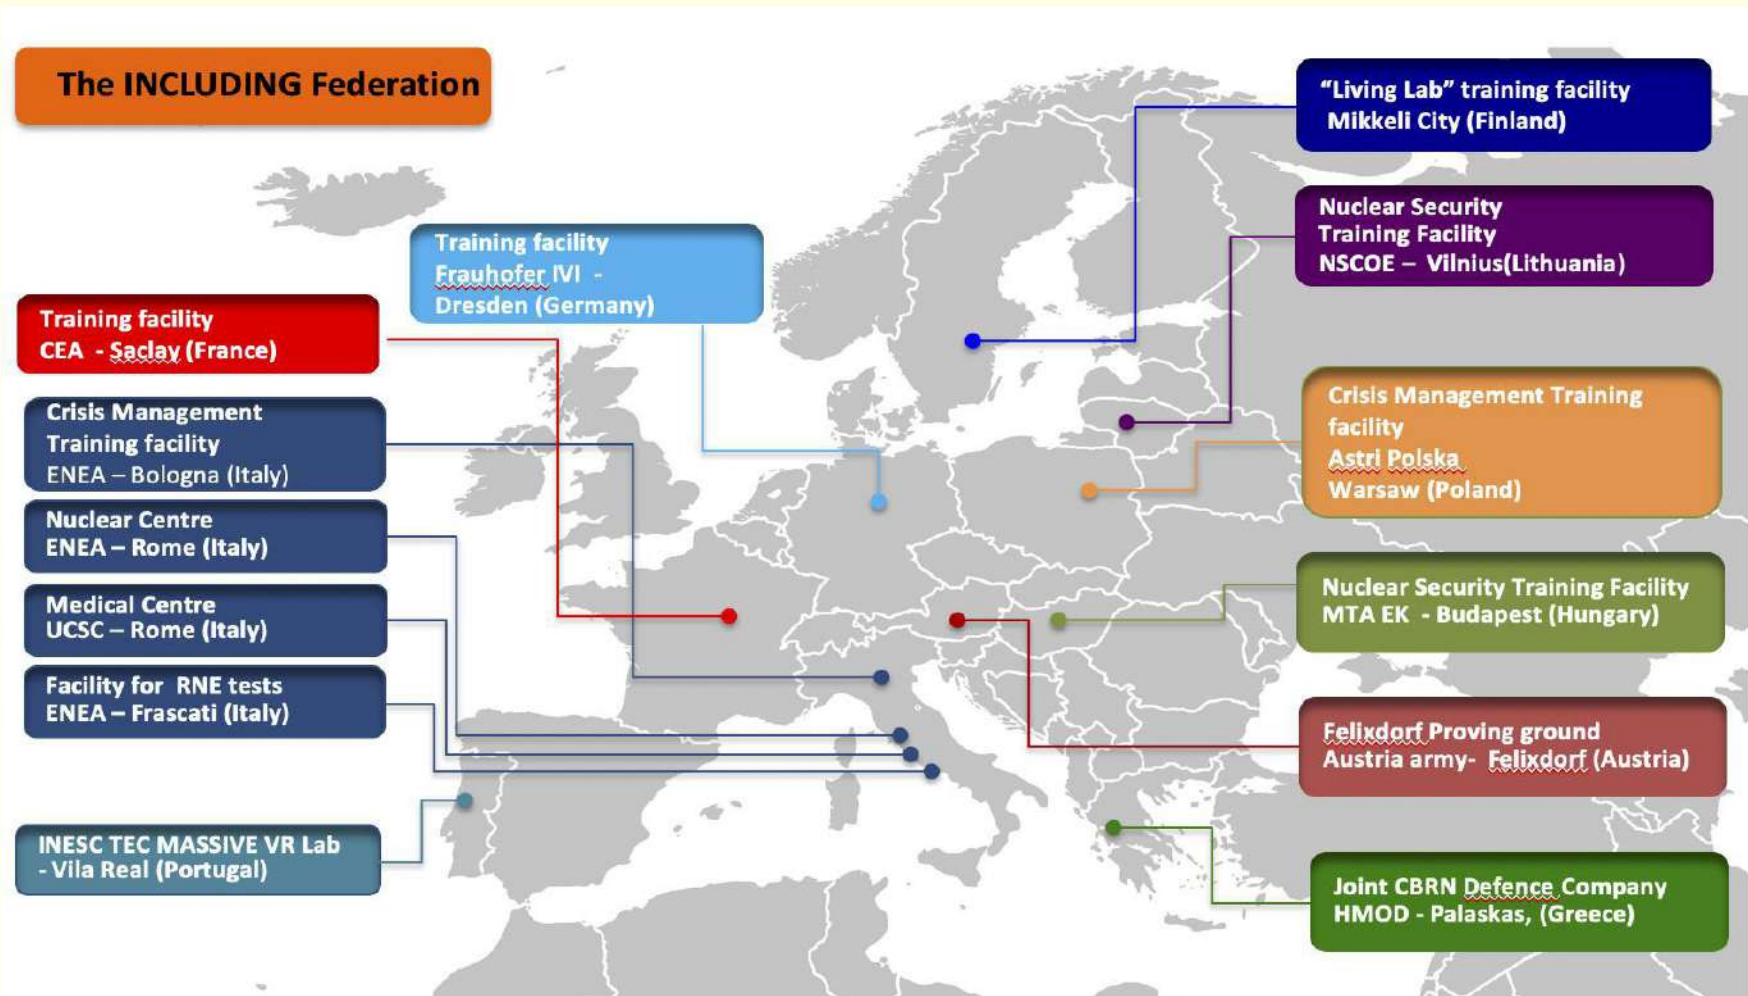 The INCLUDING Federation
"Living Lab" training facility
Mikkeli City (Finland)
Nuclear Security
Training Facility
NSCOE – Vilnius(Lithuania)
Training facility
Frauhofer IVI -
Dresden (Germany)
Training facility
CEA - Saclay (France)
Crisis Management
Training facility
ENEA – Bologna (Italy)
Crisis Management Training
facility
Astri Polska
Warsaw (Poland)
Nuclear Centre
ENEA – Rome (Italy)
Medical Centre
UCSC – Rome (Italy)
Nuclear Security Training Facility
MTA EK - Budapest (Hungary)
Facility for RNE tests
ENEA – Frascati (Italy)
Felixdorf Proving ground
Austria army- Felixdorf (Austria)
INESC TEC MASSIVE VR Lab
- Vila Real (Portugal)
Joint CBRN Defence Company
HMOD - Palaskas, (Greece)